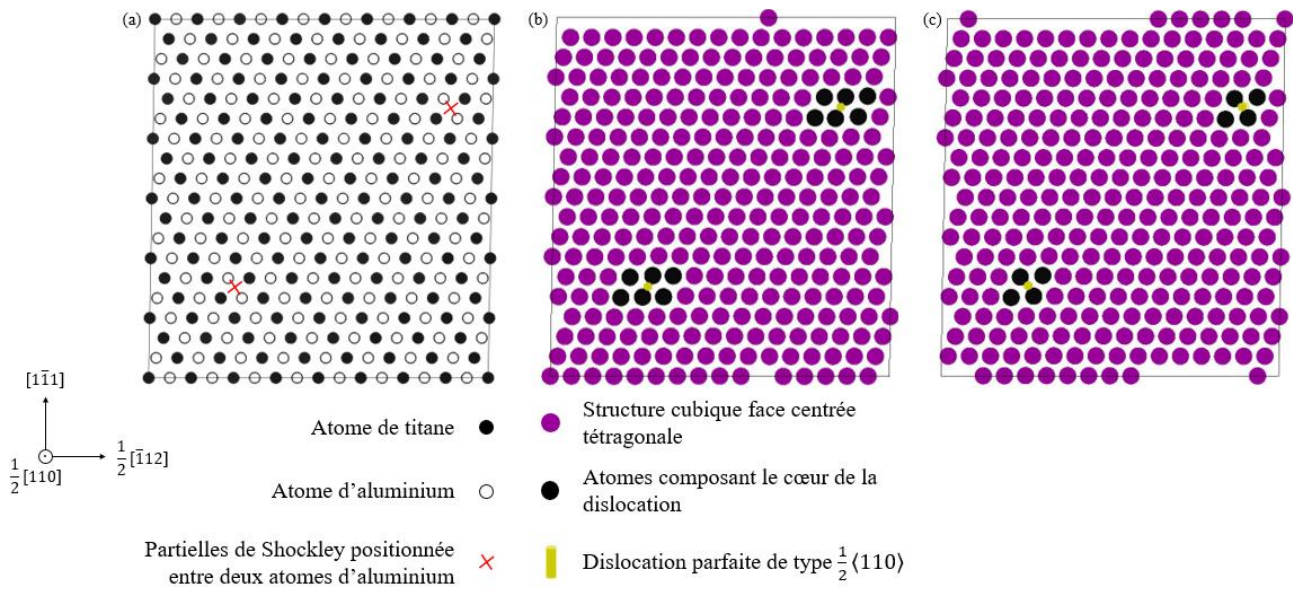 (a)
(b)
(c)
[11̄1]
½[1̄12]
½[110]
Atome de titane
Atome d’aluminium
Partielles de Shockley positionnée
entre deux atomes d’aluminium
Structure cubique face centrée
tétragonale
Atomes composant le cœur de la
dislocation
Dislocation parfaite de type ½⟨110⟩